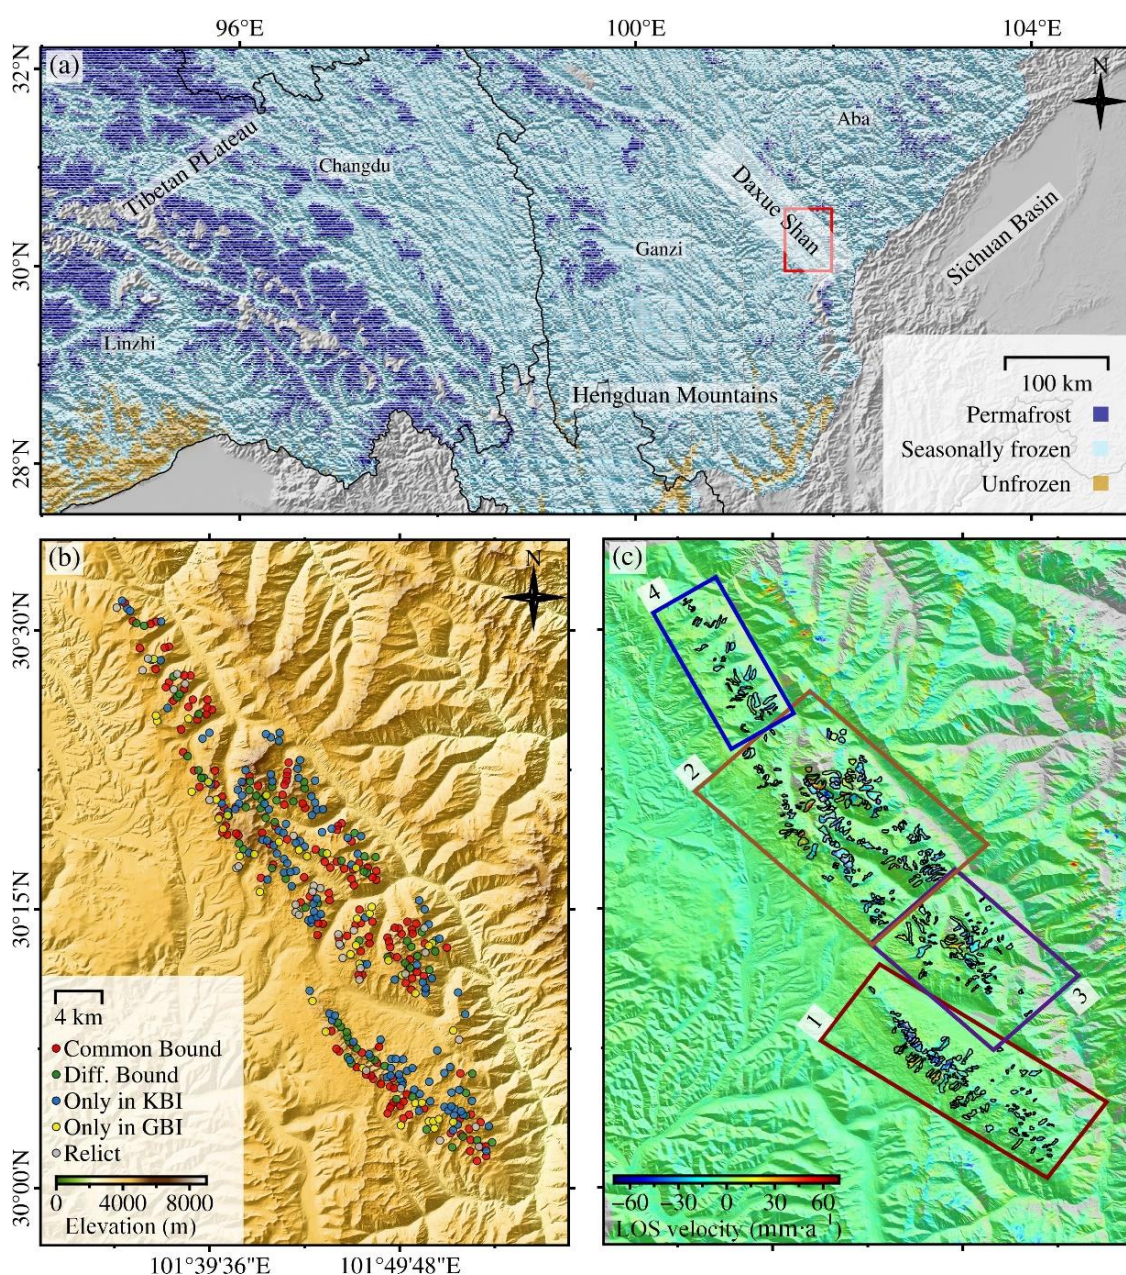 96°E 100°E 104°E
32°N
(a)
N
Aba
Tibetan PLateau
Changdu
Daxue Shan
Sichuan Basin
30°N
Ganzi
Linzhi
100 km
Hengduan Mountains
Permafrost
Seasonally frozen
28°N
Unfrozen
(b)
N
(c)
4
30°30'N
2
30°15'N
3
1
4 km
Common Bound
Diff. Bound
Only in KBI
Only in GBI
Relict
30°00'N
0 4000 8000
Elevation (m)
−60 −30 0 30 60
LOS velocity (mm·a⁻¹)
101°39'36"E 101°49'48"E